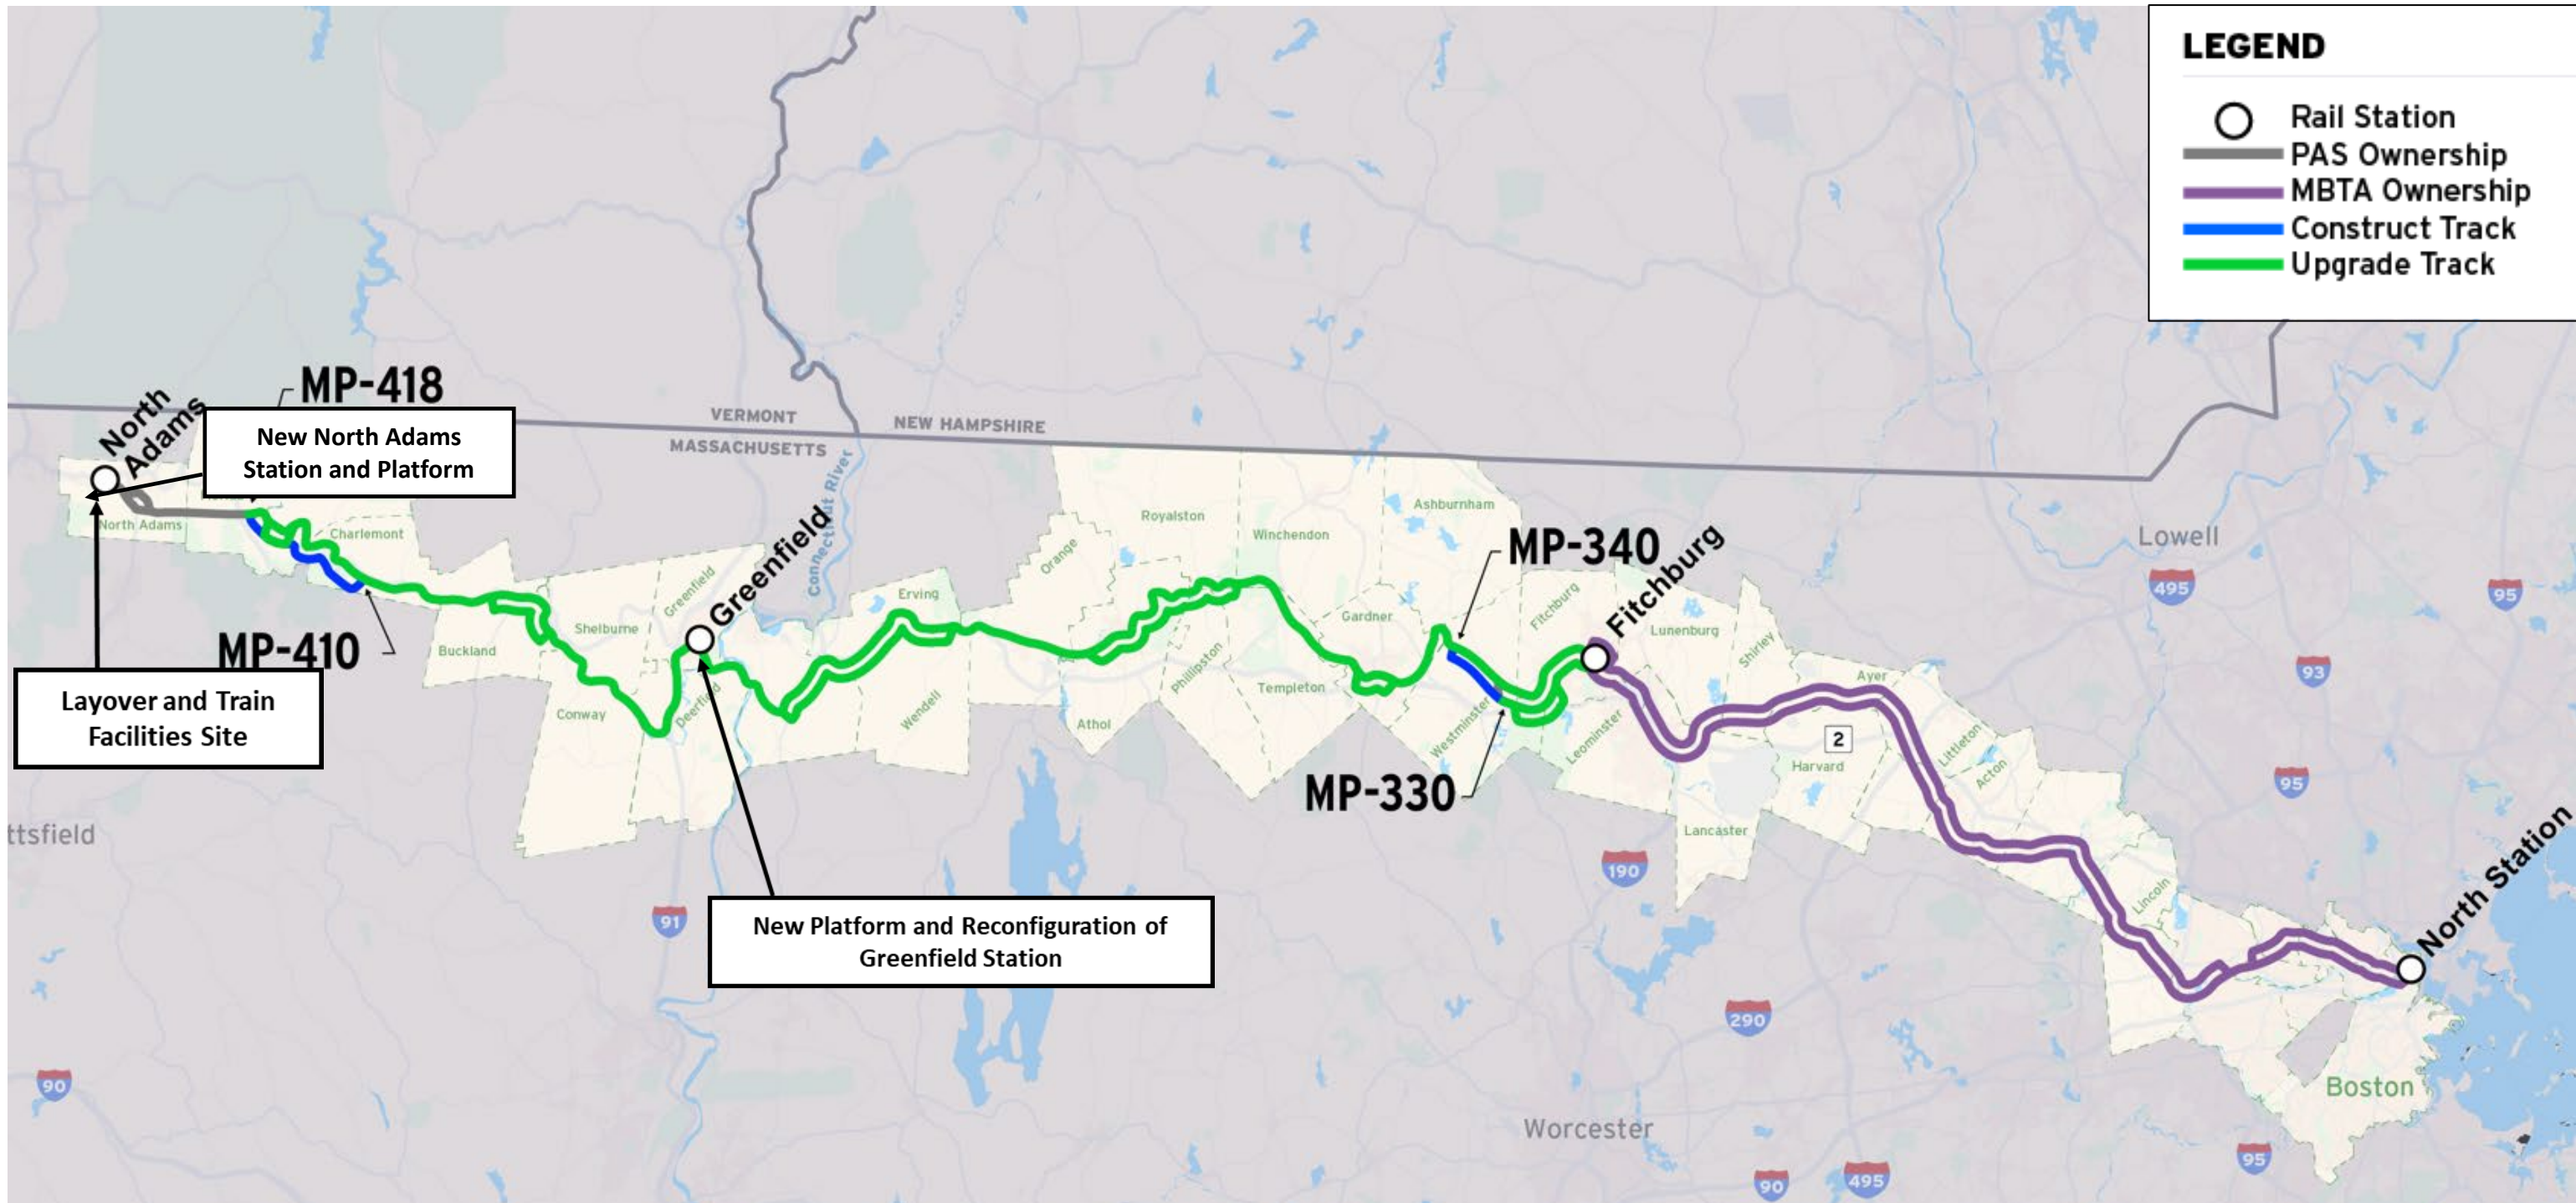 LEGEND
Rail Station
PAS Ownership
MBTA Ownership
Construct Track
Upgrade Track
MP-418
North
Adams
New North Adams
Station and Platform
VERMONT
NEW HAMPSHIRE
MASSACHUSETTS
Connecticut River
North Adams
Charlemont
MP-410
Layover and Train
Facilities Site
Buckland
Shelburne
Greenfield
Greenfield
Conway
Deerfield
Erving
Wendell
Orange
Royalston
Winchendon
Ashburnham
Athol
Phillipston
Templeton
Gardner
Westminster
MP-340
MP-330
Fitchburg
Fitchburg
Leominster
Lunenburg
Shirley
Lancaster
Ayer
2
Harvard
Littleton
Acton
Lincoln
Lowell
495
95
93
95
190
North Station
ttsfield
91
New Platform and Reconfiguration of
Greenfield Station
290
90
Worcester
Boston
95
90
495